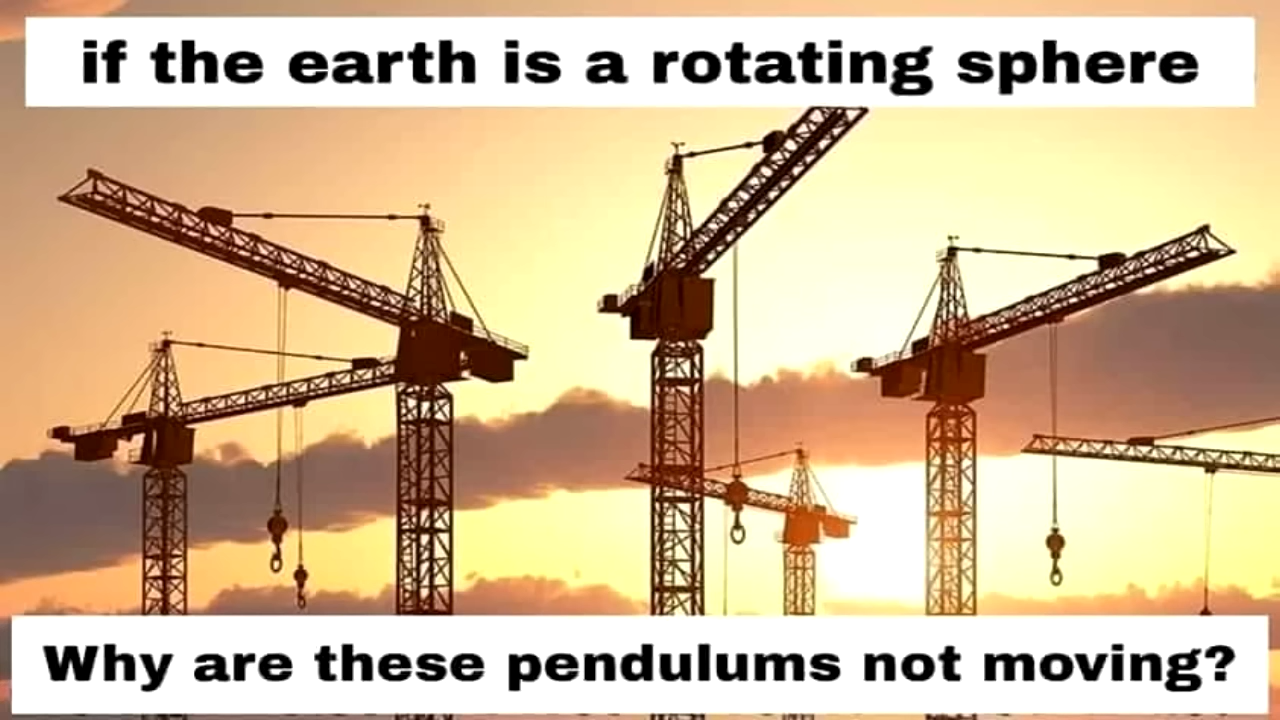 if the earth is a rotating sphere
Why are these pendulums not moving?